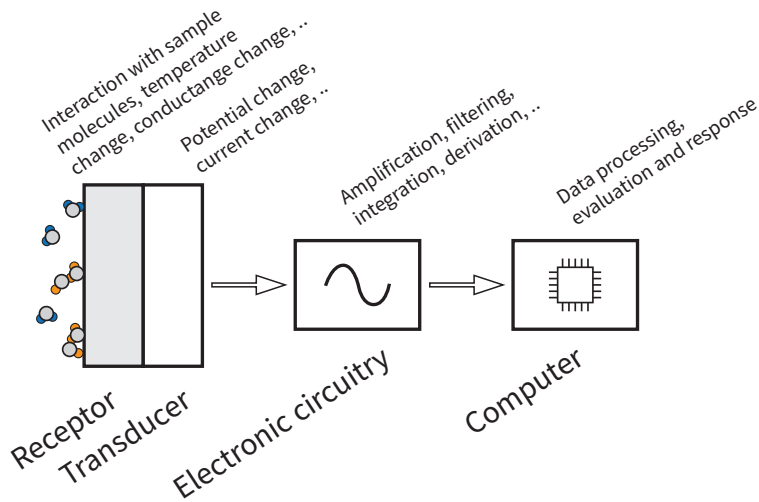 Interaction with sample
molecules, temperature
change, conductange change, ..
Potential change,
current change, ..
Amplification, filtering,
integration, derivation, ..
Data processing,
evaluation and response
Receptor
Transducer
Electronic circuitry
Computer